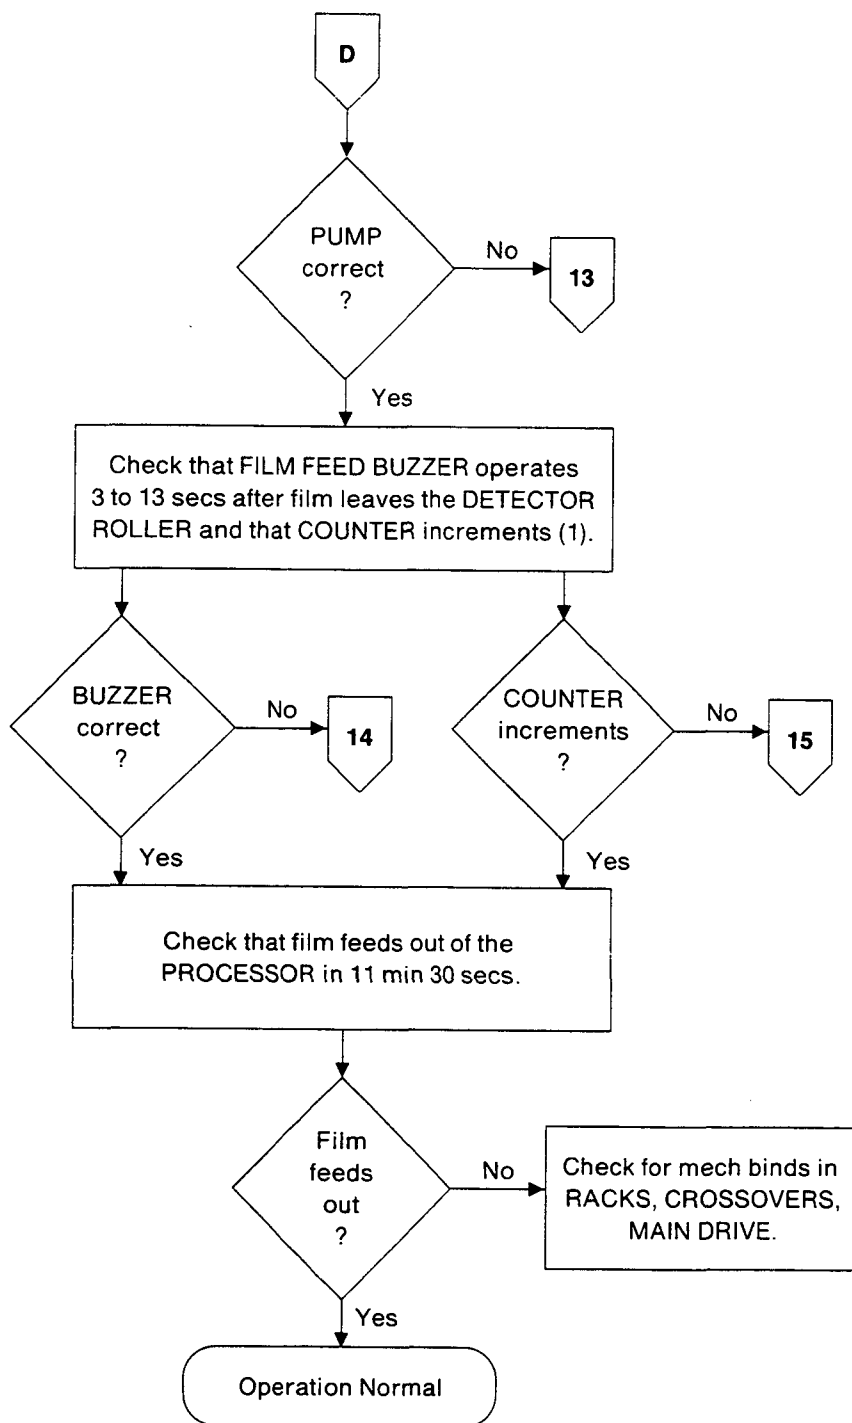 D
PUMP
correct
?
No
13
Yes
Check that FILM FEED BUZZER operates
3 to 13 secs after film leaves the DETECTOR
ROLLER and that COUNTER increments (1).
BUZZER
correct
?
No
14
COUNTER
increments
?
No
15
Yes
Yes
Check that film feeds out of the
PROCESSOR in 11 min 30 secs.
Film
feeds
out
?
No
Check for mech binds in
RACKS, CROSSOVERS,
MAIN DRIVE.
Yes
Operation Normal